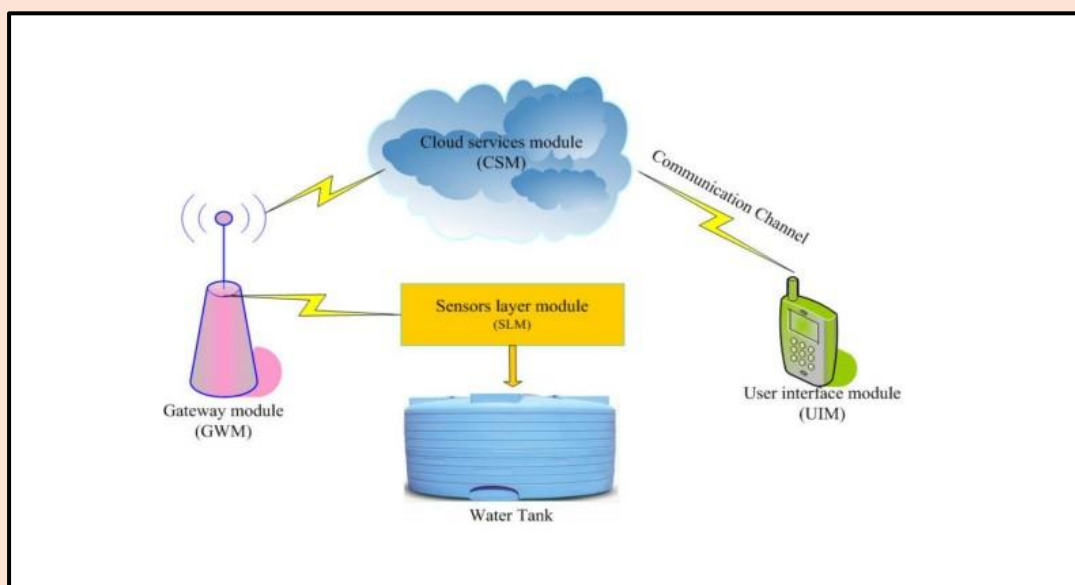 Cloud services module
(CSM)
Communication Channel
Sensors layer module
(SLM)
Gateway module
(GWM)
User interface module
(UIM)
Water Tank